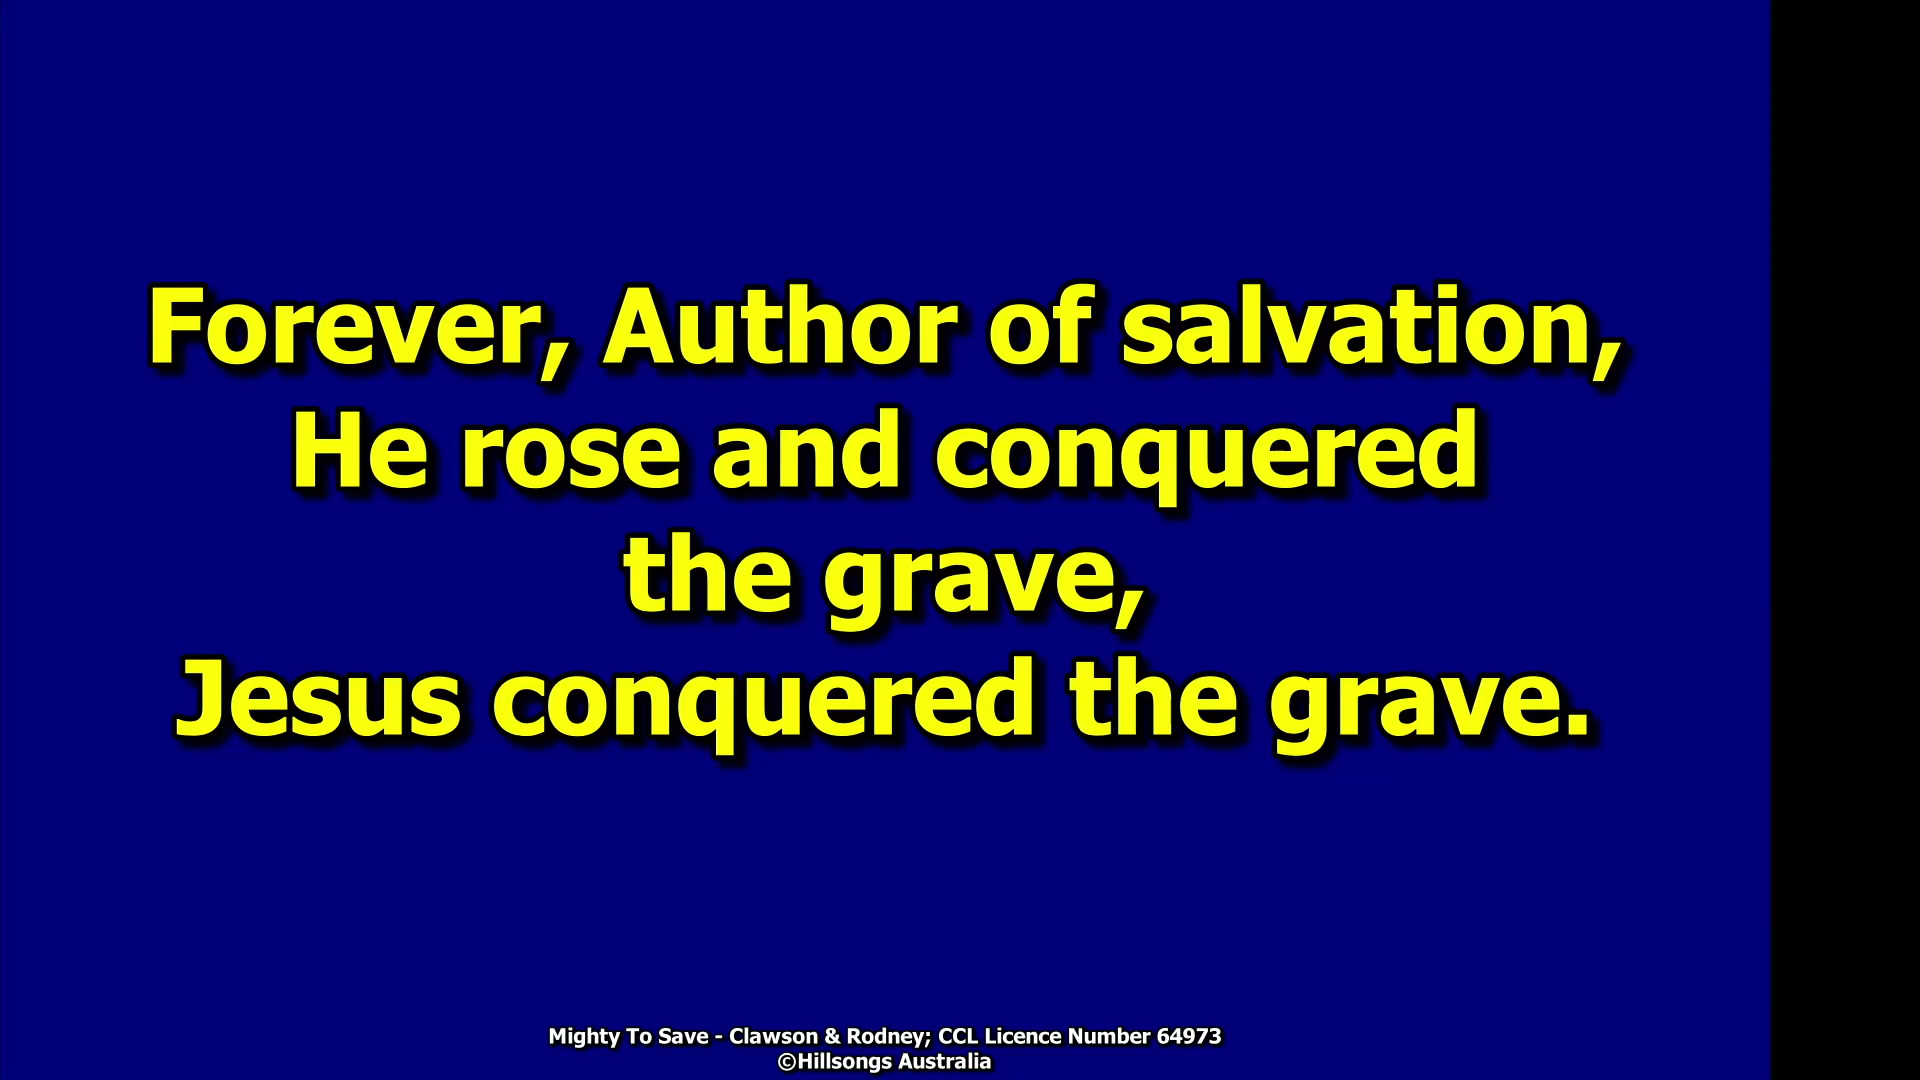 Forever, Author of salvation,
He rose and conquered
the grave,
Jesus conquered the grave.
Mighty To Save - Clawson & Rodney; CCL Licence Number 64973
©Hillsongs Australia